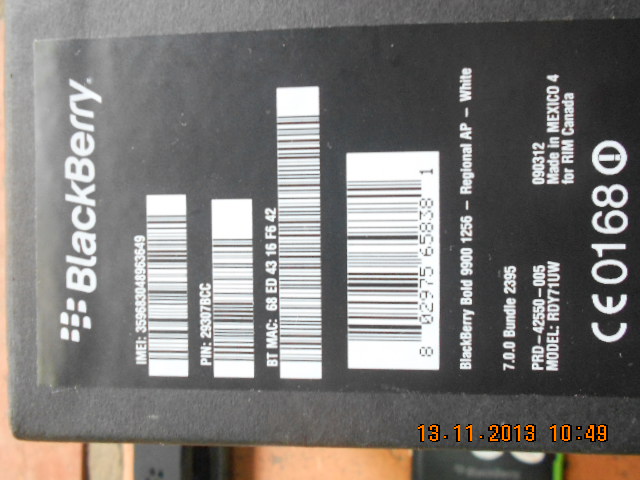 BlackBerry.
IMEI: 359663048963649
PIN: 29307BCC
BT MAC: 68 ED 43 16 F6 42
8 02975 65838 1
BlackBerry Bold 9900 1256 – Regional AP – White
7.0.0 Bundle 2395
PRD–42550–005
MODEL: RDY71UW
090312
Made in MEXICO 4
for RIM Canada
CE0168
13-11-2013 10:49